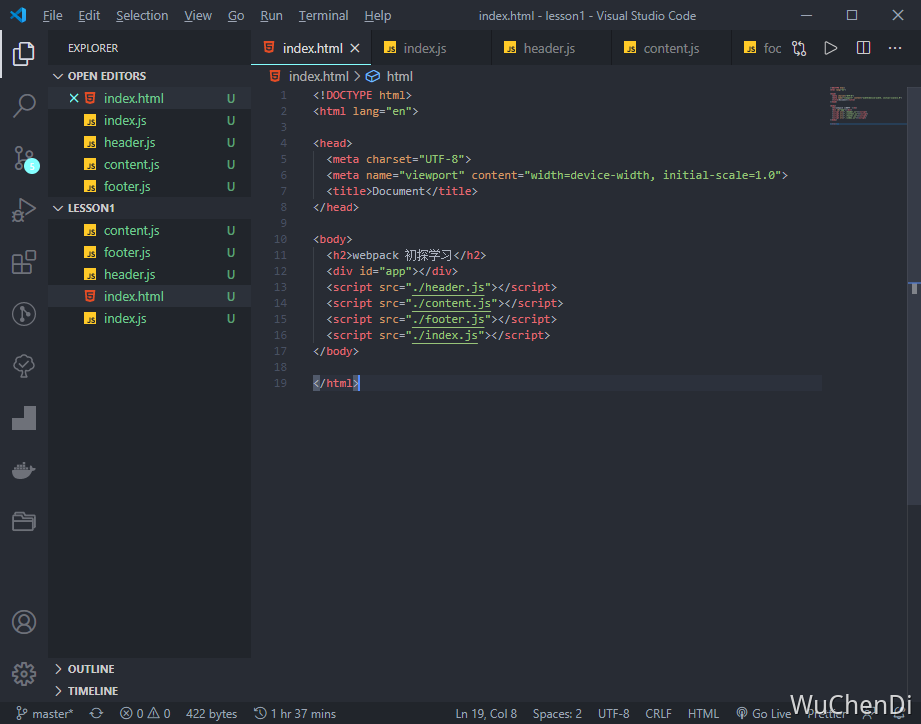 File Edit Selection View Go Run Terminal Help index.html - lesson1 - Visual Studio Code
EXPLORER
index.html index.js header.js content.js foc
OPEN EDITORS
index.html U
index.js U
header.js U
content.js U
footer.js U
LESSON1
content.js U
footer.js U
header.js U
index.html U
index.js U
OUTLINE
TIMELINE
index.html > html
1 <!DOCTYPE html>
2 <html lang="en">
3
4 <head>
5 <meta charset="UTF-8">
6 <meta name="viewport" content="width=device-width, initial-scale=1.0">
7 <title>Document</title>
8 </head>
9
10 <body>
11 <h2>webpack 初探学习</h2>
12 <div id="app"></div>
13 <script src="./header.js"></script>
14 <script src="./content.js"></script>
15 <script src="./footer.js"></script>
16 <script src="./index.js"></script>
17 </body>
18
19 </html>
master* 0 0 422 bytes 1 hr 37 mins Ln 19, Col 8 Spaces: 2 UTF-8 CRLF HTML Go Live Prettier
WuChenDi